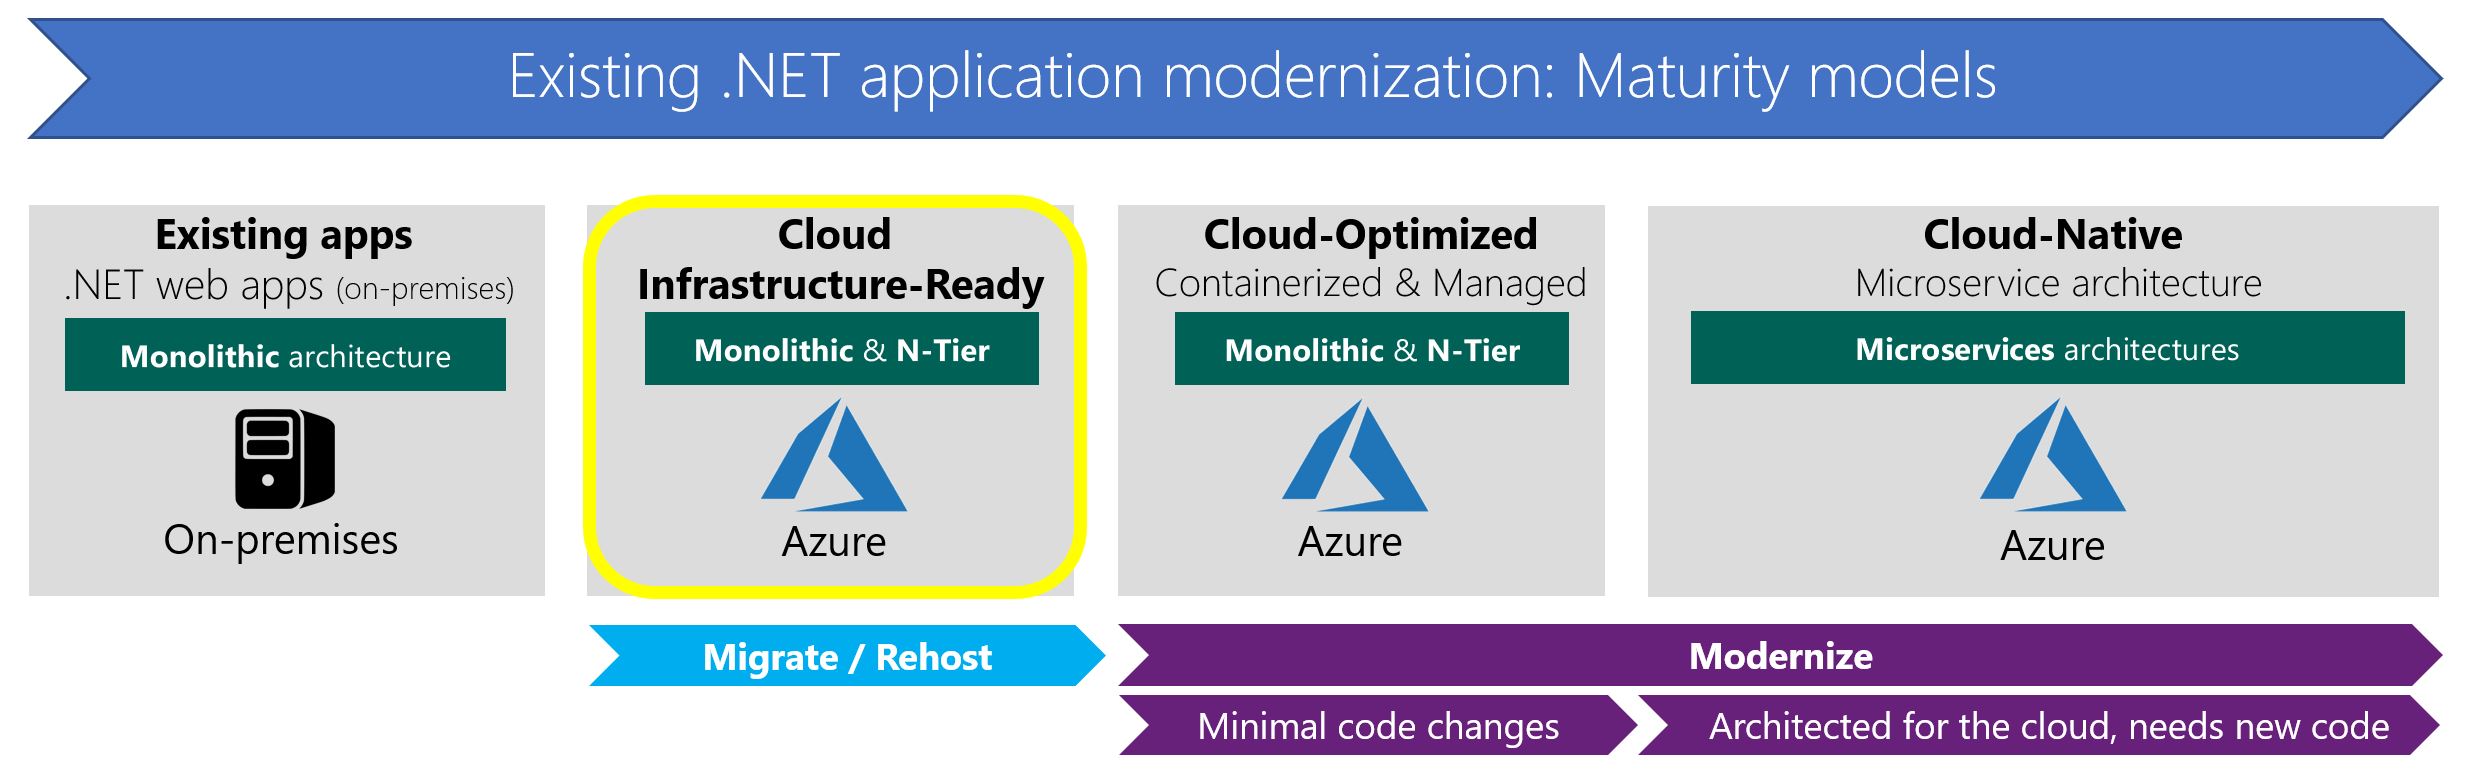 Existing .NET application modernization: Maturity models
Existing apps
.NET web apps (on-premises)
Monolithic architecture
On-premises
Cloud
Infrastructure-Ready
Monolithic & N-Tier
Azure
Cloud-Optimized
Containerized & Managed
Monolithic & N-Tier
Azure
Cloud-Native
Microservice architecture
Microservices architectures
Azure
Migrate / Rehost
Modernize
Minimal code changes
Architected for the cloud, needs new code